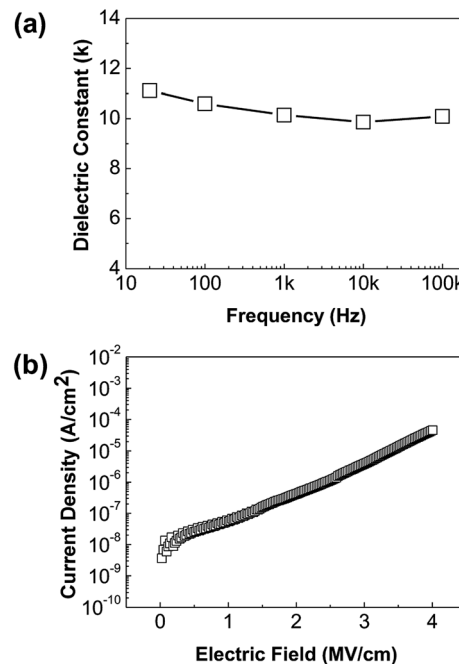 (a)
Dielectric Constant (k)
14
12
10
8
6
4
10 100 1k 10k 100k
Frequency (Hz)
(b)
Current Density (A/cm²)
10⁻²
10⁻³
10⁻⁴
10⁻⁵
10⁻⁶
10⁻⁷
10⁻⁸
10⁻⁹
10⁻¹⁰
0 1 2 3 4
Electric Field (MV/cm)